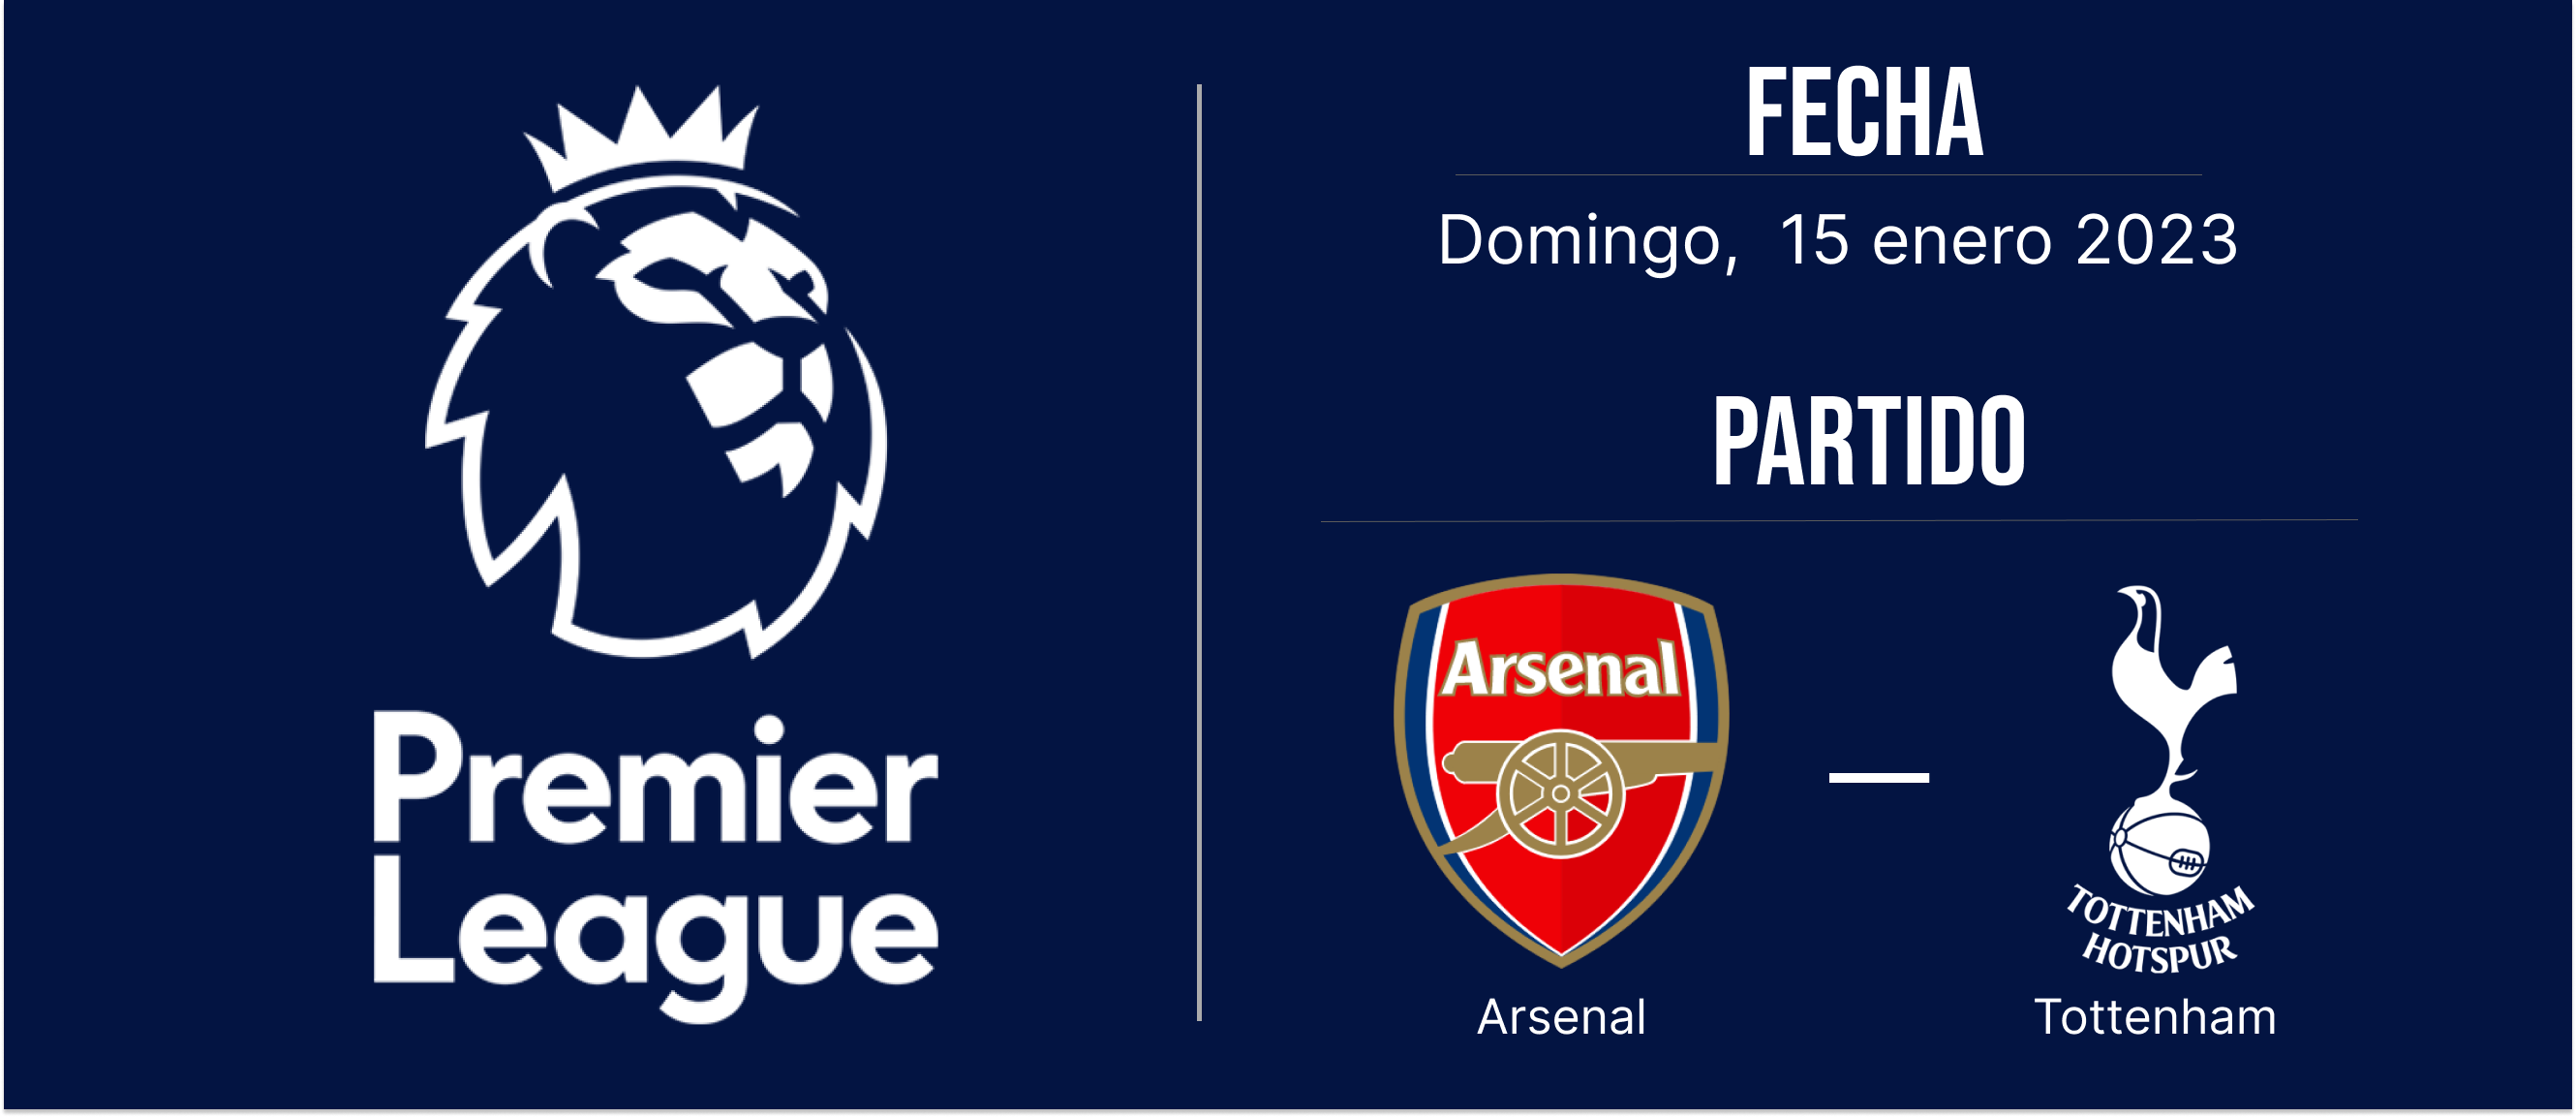 Premier
League
FECHA
Domingo, 15 enero 2023
PARTIDO
Arsenal
TOTTENHAM
HOTSPUR
Arsenal
Tottenham